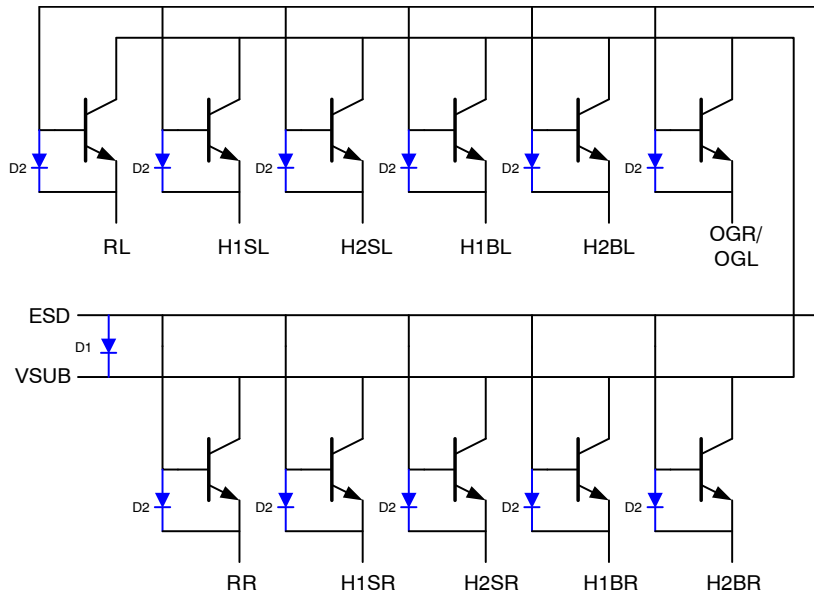 D2 D2 D2 D2 D2 D2
RL H1SL H2SL H1BL H2BL OGR/
OGL
ESD
D1
VSUB
D2 D2 D2 D2 D2
RR H1SR H2SR H1BR H2BR